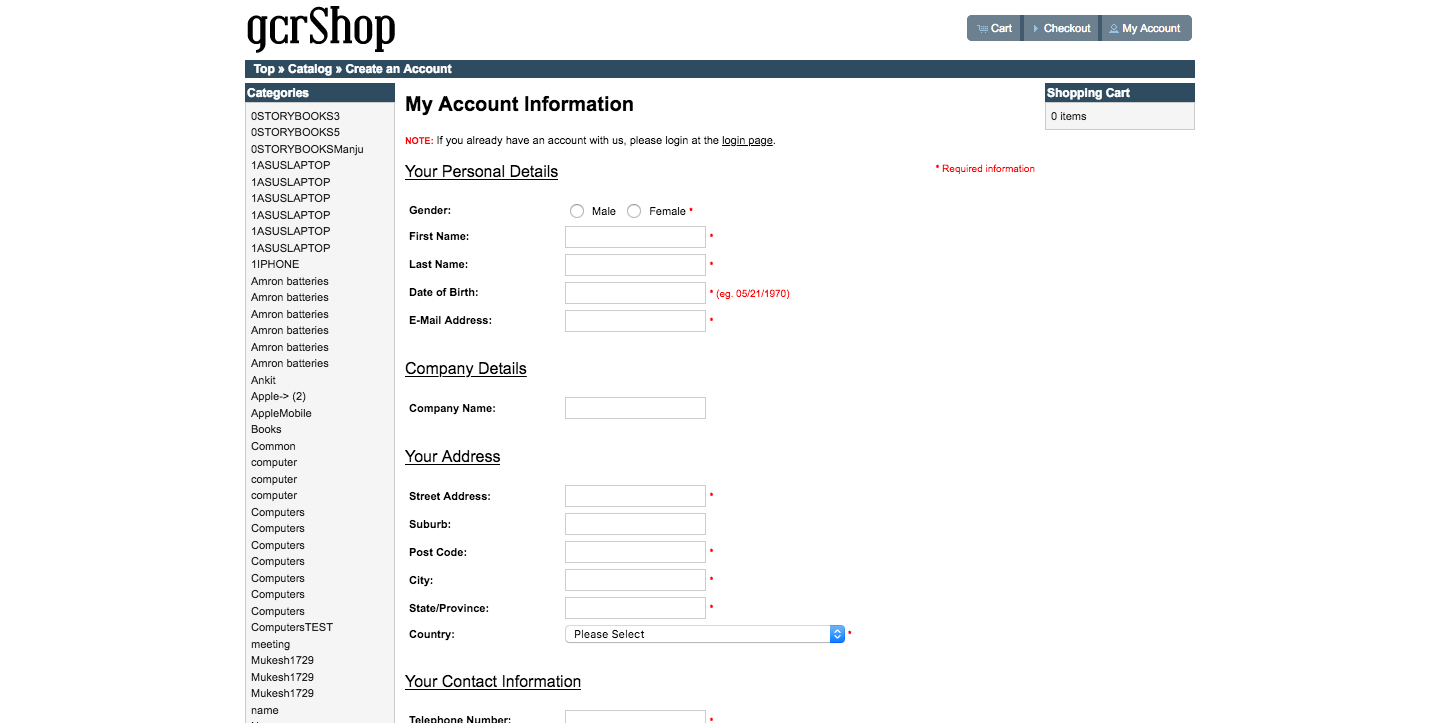 gcrShop
Cart
Checkout
My Account
Top » Catalog » Create an Account
Categories
0STORYBOOKS3
0STORYBOOKS5
0STORYBOOKSManju
1ASUSLAPTOP
1ASUSLAPTOP
1ASUSLAPTOP
1ASUSLAPTOP
1ASUSLAPTOP
1ASUSLAPTOP
1IPHONE
Amron batteries
Amron batteries
Amron batteries
Amron batteries
Amron batteries
Amron batteries
Ankit
Apple-> (2)
AppleMobile
Books
Common
computer
computer
computer
Computers
Computers
Computers
Computers
Computers
Computers
Computers
ComputersTEST
meeting
Mukesh1729
Mukesh1729
Mukesh1729
name
My Account Information
NOTE: If you already have an account with us, please login at the login page.
Your Personal Details
* Required information
Gender: Male Female *
First Name: *
Last Name: *
Date of Birth: * (eg. 05/21/1970)
E-Mail Address: *
Company Details
Company Name:
Your Address
Street Address: *
Suburb:
Post Code: *
City: *
State/Province: *
Country: Please Select *
Your Contact Information
Telephone Number: *
Shopping Cart
0 items